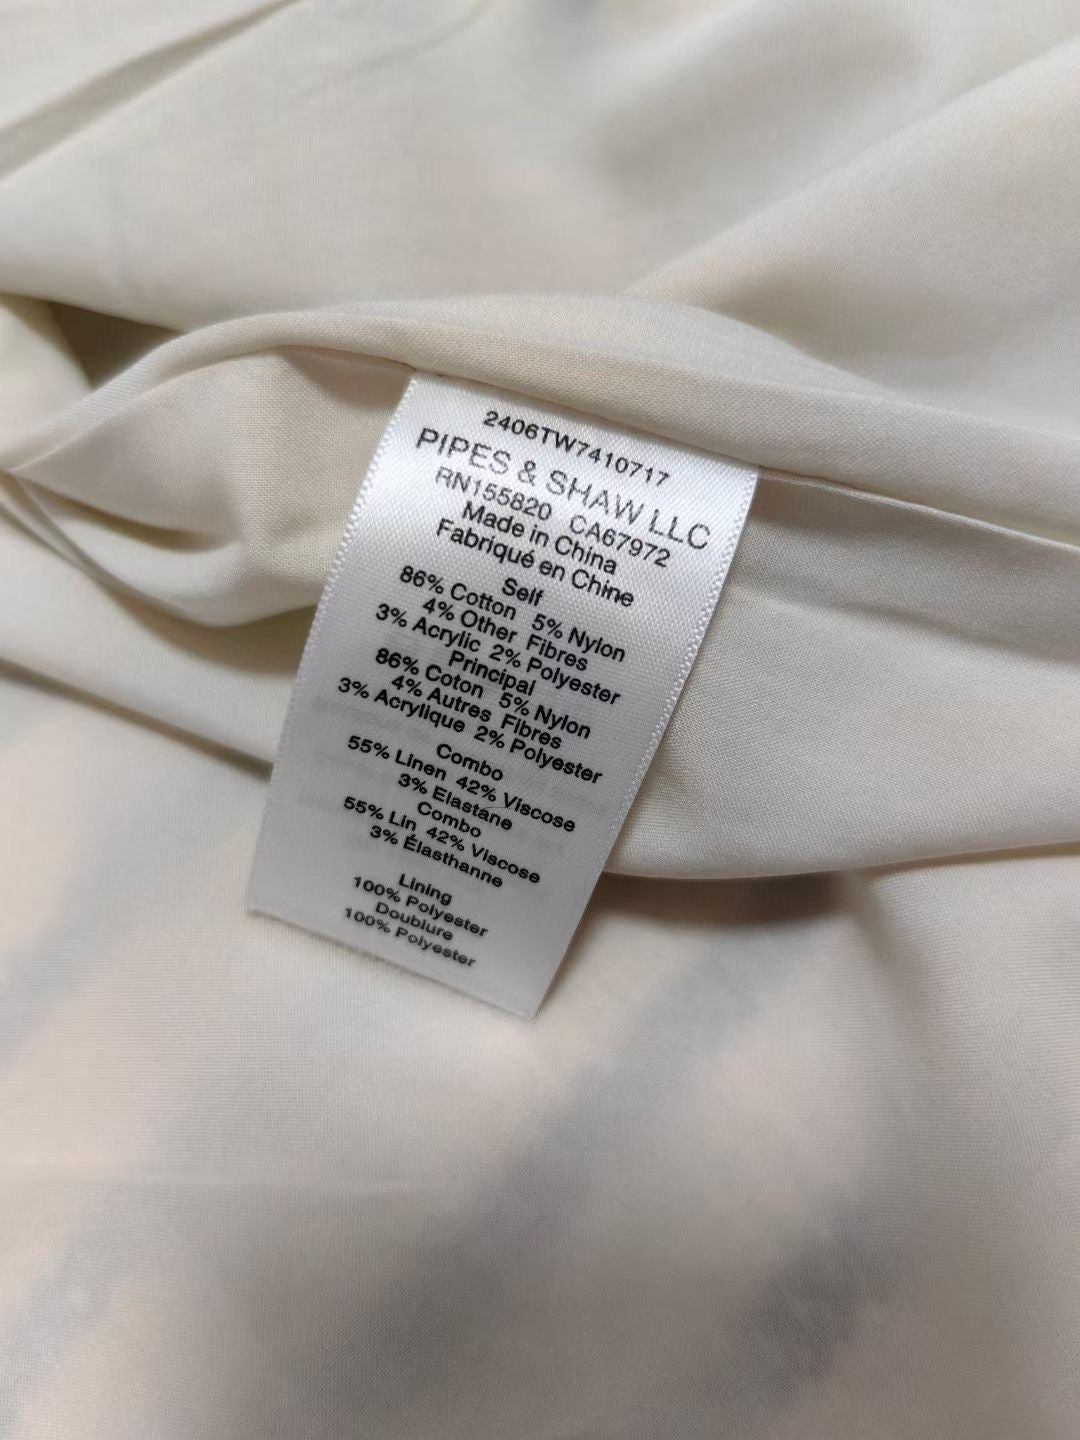 2406TW7410717
PIPES & SHAW LLC
RN155820 CA67972
Made in China
Fabriqué en Chine
Self
86% Cotton 5% Nylon
4% Other Fibres
3% Acrylic 2% Polyester
Principal
86% Coton 5% Nylon
4% Autres Fibres
3% Acrylique 2% Polyester
Combo
55% Linen 42% Viscose
3% Elastane
Combo
55% Lin 42% Viscose
3% Élasthanne
Lining
100% Polyester
Doublure
100% Polyester